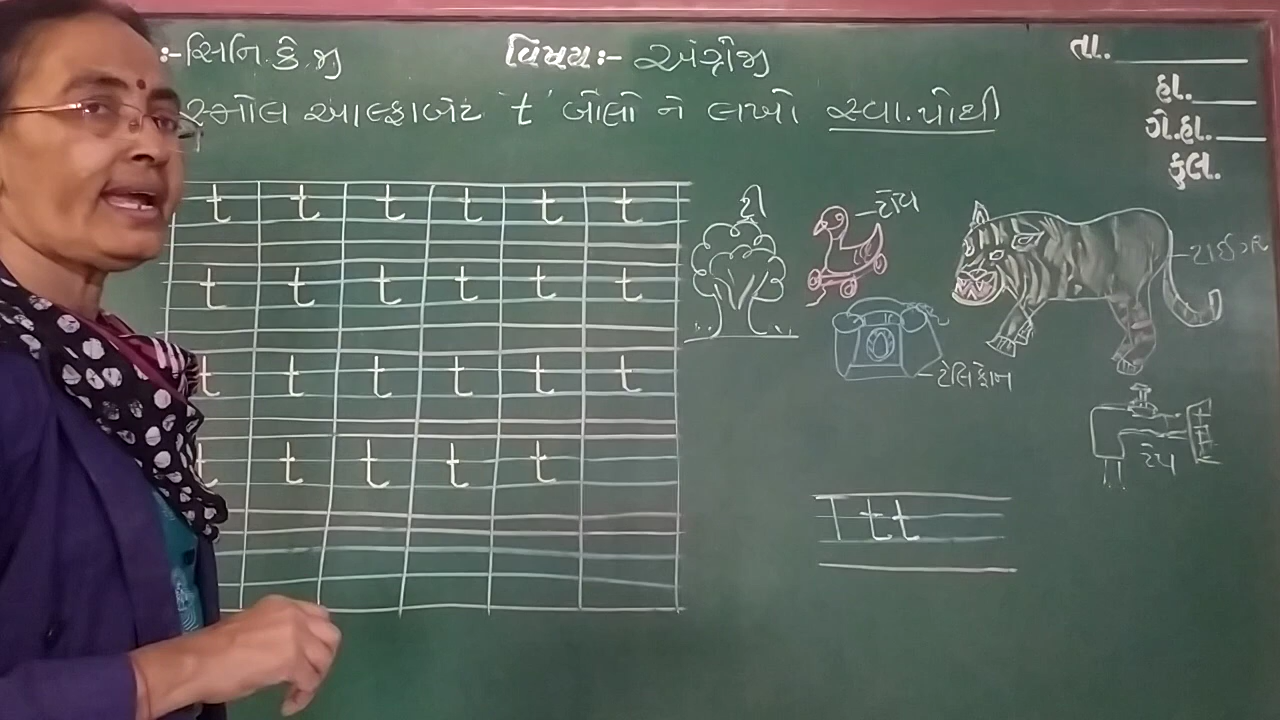 :- સિનિ. કે. જી
વિષય:- અંગ્રેજી
તા.
હા.
ગે.હા.
કુલ.
સ્મોલ આલ્ફાબેટ 't' બોલો ને લખો સ્વા.પોથી
t t t t t t
t t t t t t
t t t t t t
t t t t t
ટ્રી
ટોય
ટાઈગર
ટેલિફોન
ટેપ
T t t